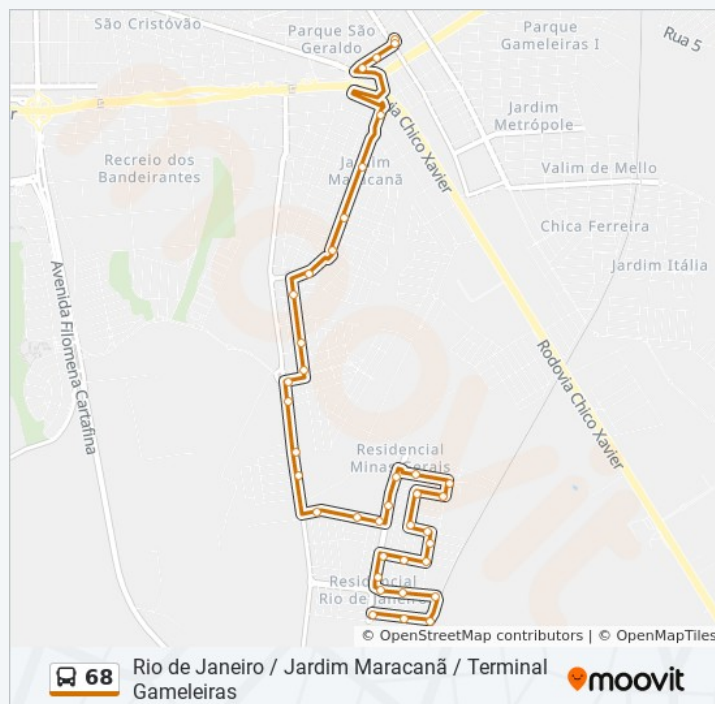 São Cristóvão
Parque São
Geraldo
Parque
Gameleiras I
Rua 5
Jardim
Metrópole
Recreio dos
Bandeirantes
Jardim
Maracanã
Rodovia Chico Xavier
Valim de Mello
Chica Ferreira
Jardim Itália
Avenida Filomena Cartafina
Rodovia Chico Xavier
Residencial
Minas Gerais
Residencial
Rio de Janeiro
moovit
© OpenStreetMap contributors | © OpenMapTiles
68
Rio de Janeiro / Jardim Maracanã / Terminal
Gameleiras
moovit